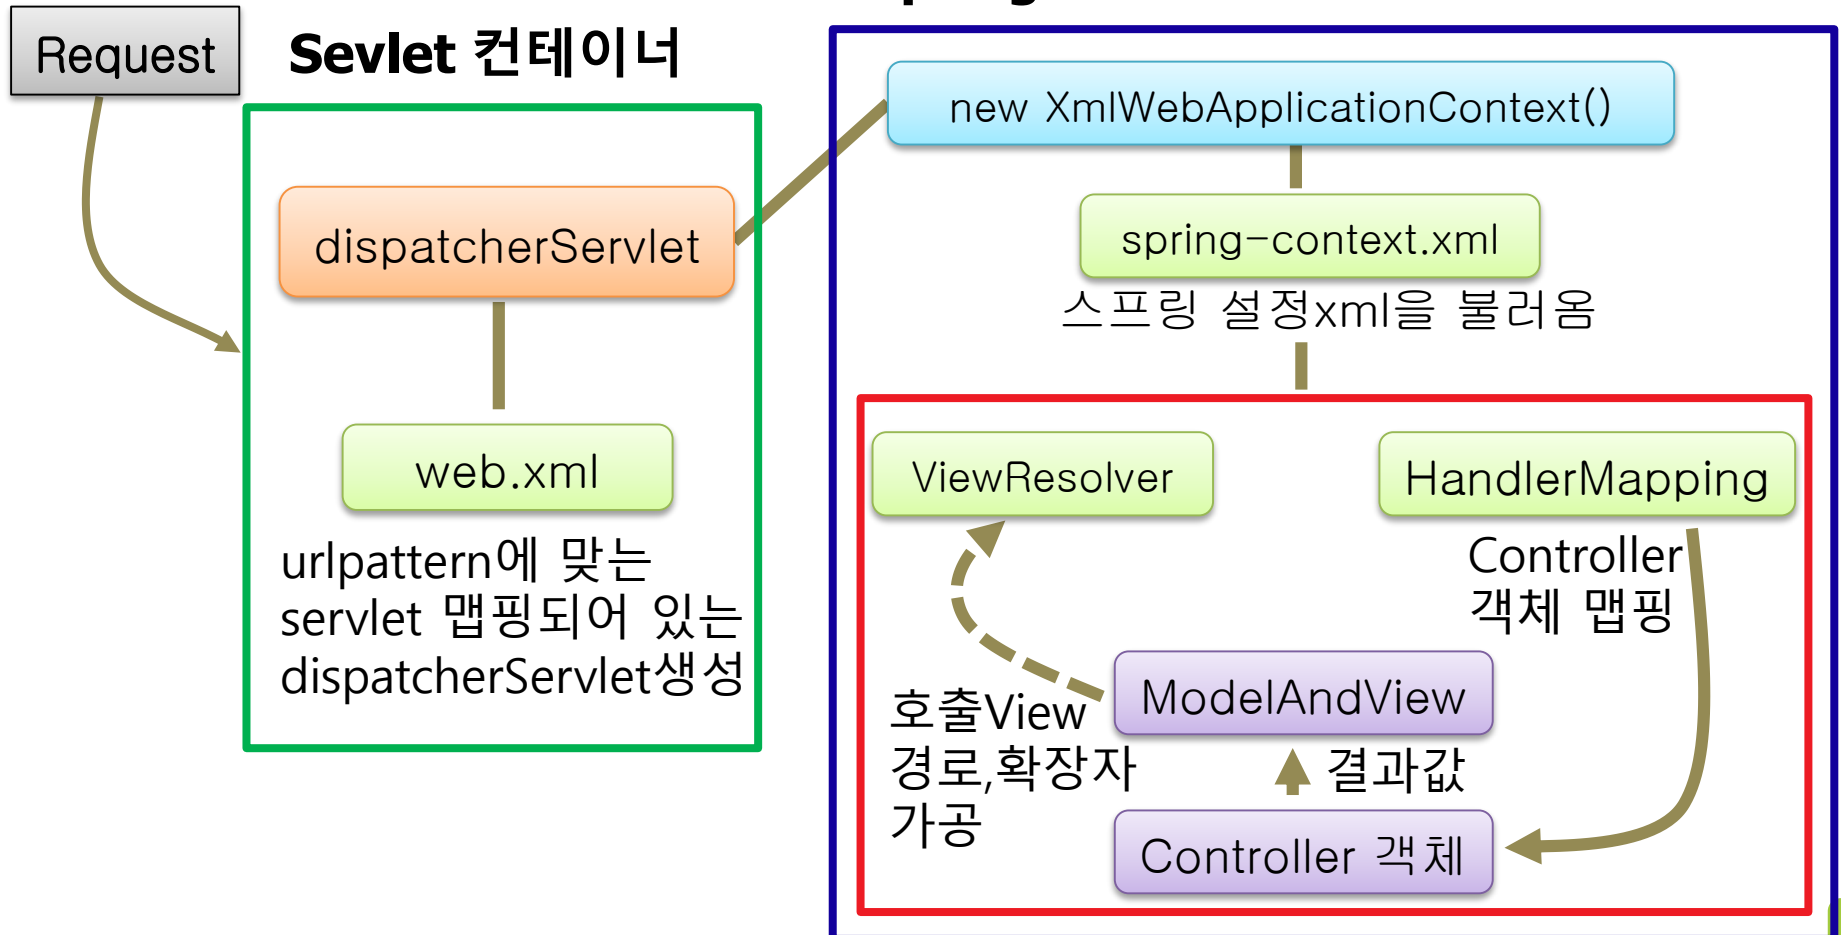 Request
Sevlet 컨테이너
dispatcherServlet
web.xml
urlpattern에 맞는
servlet 맵핑되어 있는
dispatcherServlet생성
new XmlWebApplicationContext()
spring-context.xml
스프링 설정xml을 불러옴
ViewResolver
HandlerMapping
Controller
객체 맵핑
ModelAndView
호출View
경로,확장자
가공
결과값
Controller 객체